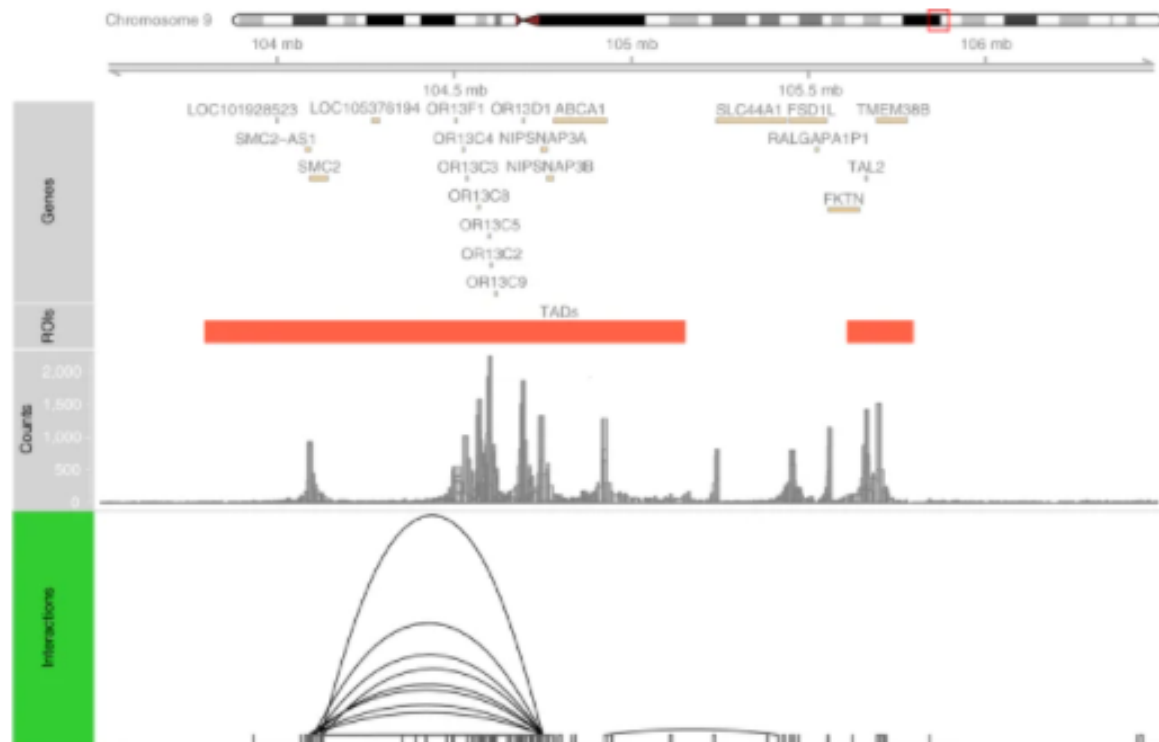 Chromosome 9
104 mb 105 mb 106 mb
104.5 mb 105.5 mb
LOC101928523 LOC105376194 OR13F1 OR13D1 ABCA1 SLC44A1 FSD1L TMEM38B
SMC2-AS1 OR13C4 NIPSNAP3A RALGAPA1P1
SMC2 OR13C3 NIPSNAP3B TAL2
OR13C8 FKTN
OR13C5
OR13C2
OR13C9
Genes
TADs
ROIs
2,000
1,500
1,000
500
0
Counts
Interactions